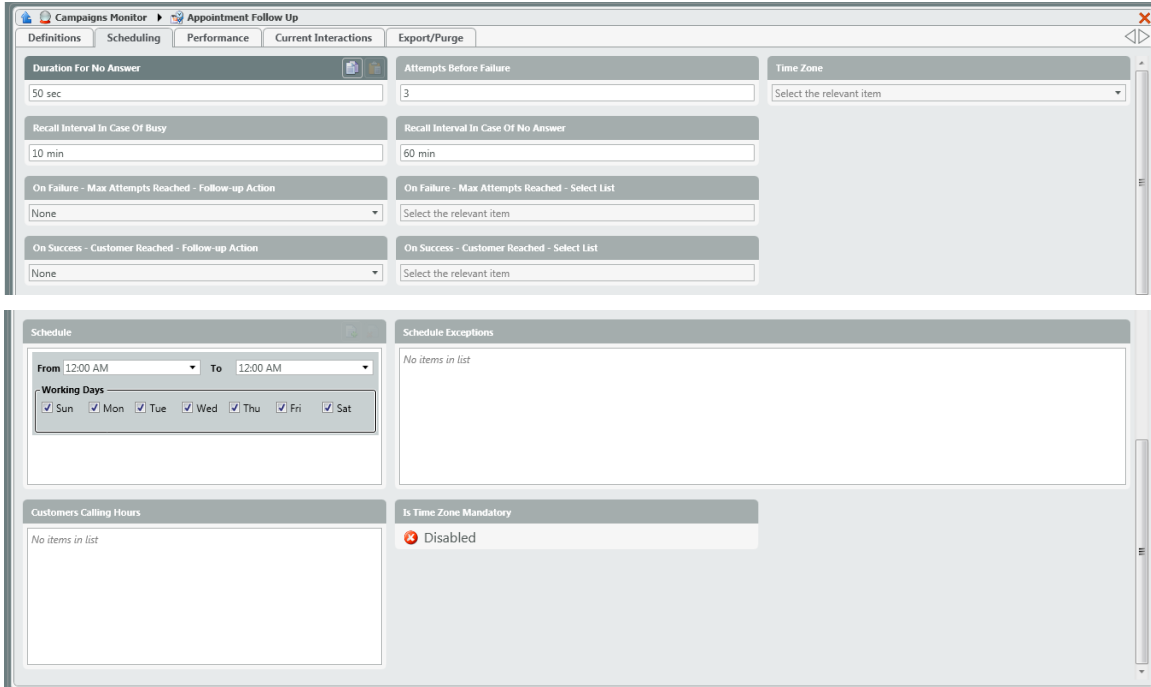 Campaigns Monitor Appointment Follow Up
Definitions Scheduling Performance Current Interactions Export/Purge
Duration For No Answer Attempts Before Failure Time Zone
50 sec 3 Select the relevant item
Recall Interval In Case Of Busy Recall Interval In Case Of No Answer
10 min 60 min
On Failure - Max Attempts Reached - Follow-up Action On Failure - Max Attempts Reached - Select List
None Select the relevant item
On Success - Customer Reached - Follow-up Action On Success - Customer Reached - Select List
None Select the relevant item
Schedule Schedule Exceptions
From 12:00 AM To 12:00 AM No items in list
Working Days
Sun Mon Tue Wed Thu Fri Sat
Customers Calling Hours Is Time Zone Mandatory
No items in list Disabled